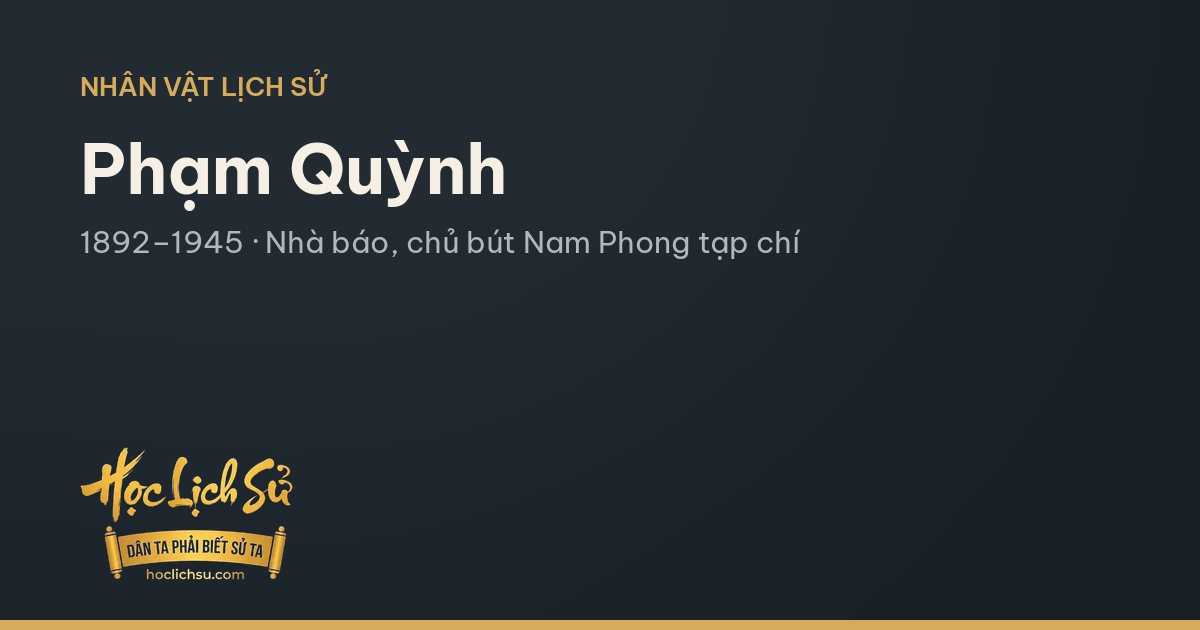 NHÂN VẬT LỊCH SỬ
Phạm Quỳnh
1892–1945 · Nhà báo, chủ bút Nam Phong tạp chí
Học Lịch Sử
DÂN TA PHẢI BIẾT SỬ TA
hoclichsu.com